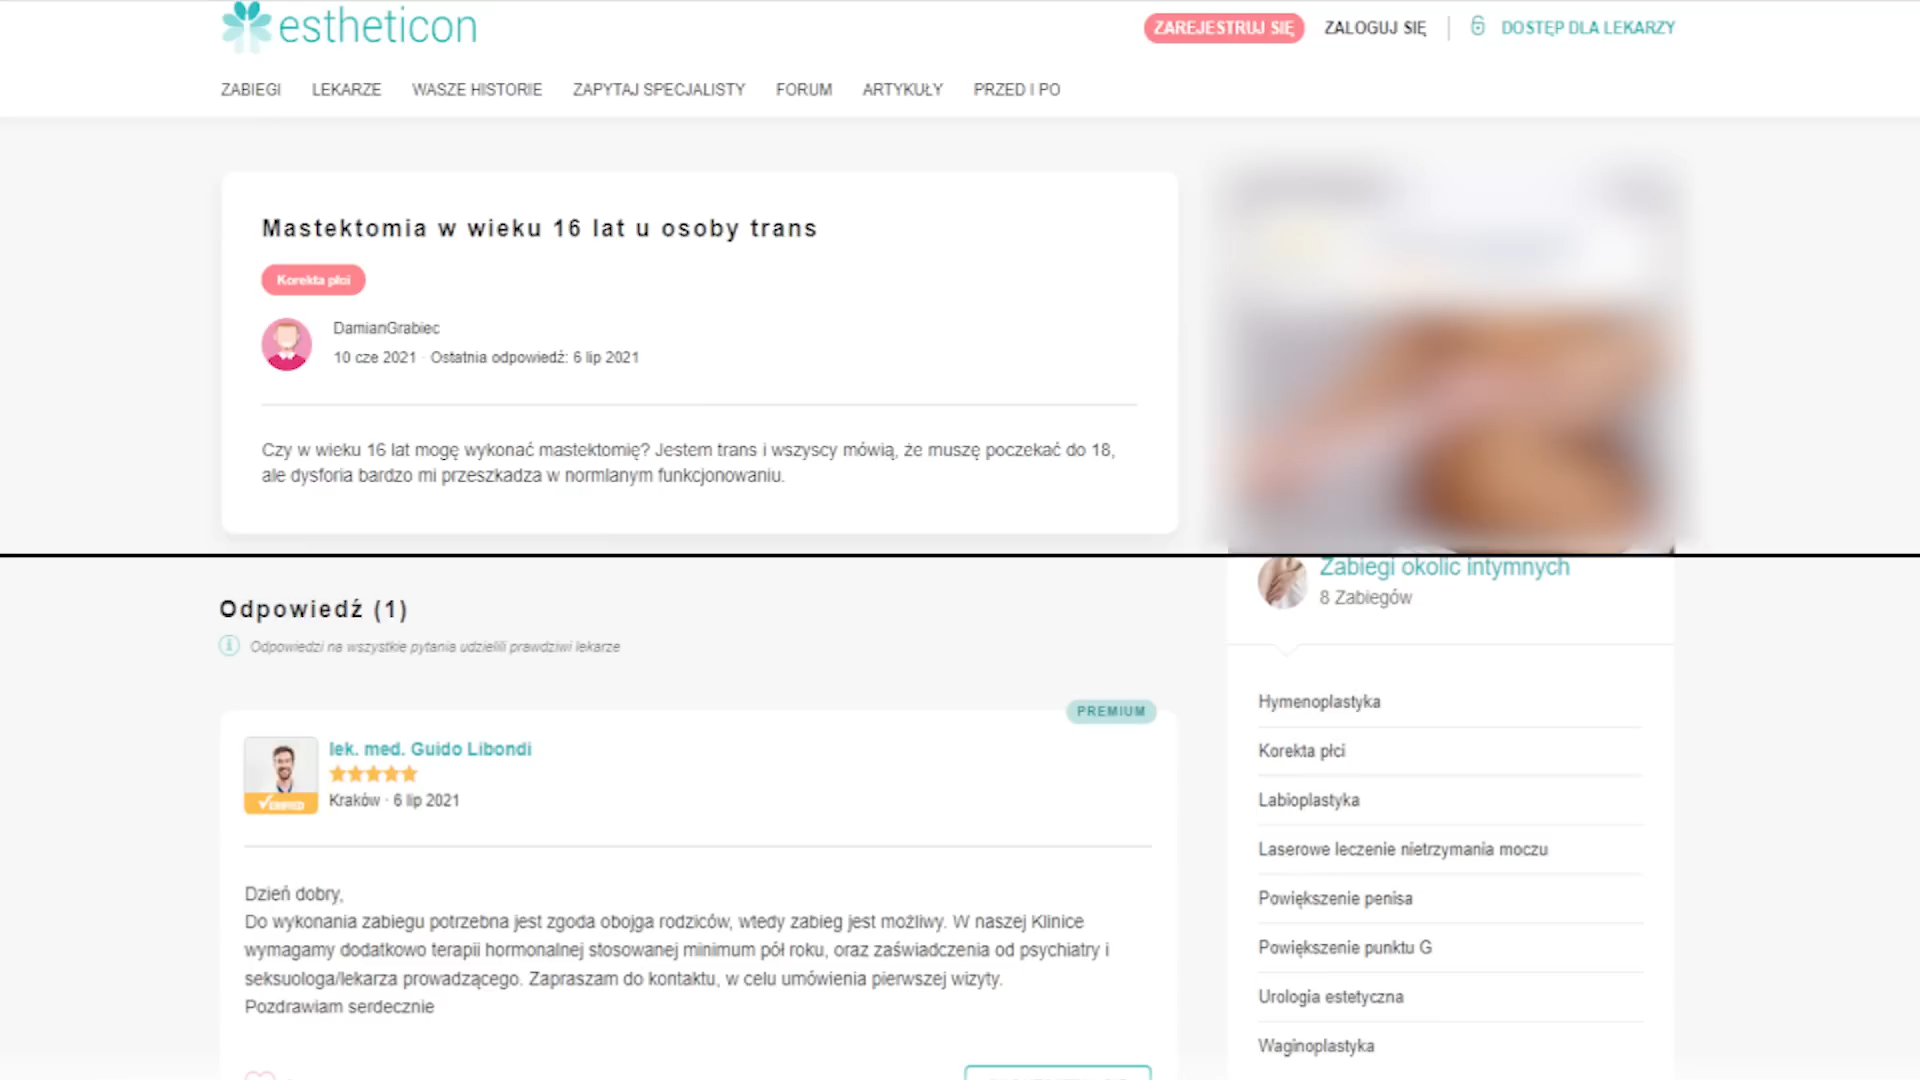 estheticon
ZAREJESTRUJ SIĘ
ZALOGUJ SIĘ
DOSTĘP DLA LEKARZY
ZABIEGI
LEKARZE
WASZE HISTORIE
ZAPYTAJ SPECJALISTY
FORUM
ARTYKUŁY
PRZED I PO
Mastektomia w wieku 16 lat u osoby trans
Korekta płci
DamianGrabiec
10 cze 2021 · Ostatnia odpowiedź: 6 lip 2021
Czy w wieku 16 lat mogę wykonać mastektomię? Jestem trans i wszyscy mówią, że muszę poczekać do 18,
ale dysforia bardzo mi przeszkadza w normlanym funkcjonowaniu.
Odpowiedź (1)
Odpowiedzi na wszystkie pytania udzielili prawdziwi lekarze
PREMIUM
lek. med. Guido Libondi
VERIFIED
Kraków · 6 lip 2021
Dzień dobry,
Do wykonania zabiegu potrzebna jest zgoda obojga rodziców, wtedy zabieg jest możliwy. W naszej Klinice
wymagamy dodatkowo terapii hormonalnej stosowanej minimum pół roku, oraz zaświadczenia od psychiatry i
seksuologa/lekarza prowadzącego. Zapraszam do kontaktu, w celu umówienia pierwszej wizyty.
Pozdrawiam serdecznie
Zabiegi okolic intymnych
8 Zabiegów
Hymenoplastyka
Korekta płci
Labioplastyka
Laserowe leczenie nietrzymania moczu
Powiększenie penisa
Powiększenie punktu G
Urologia estetyczna
Waginoplastyka